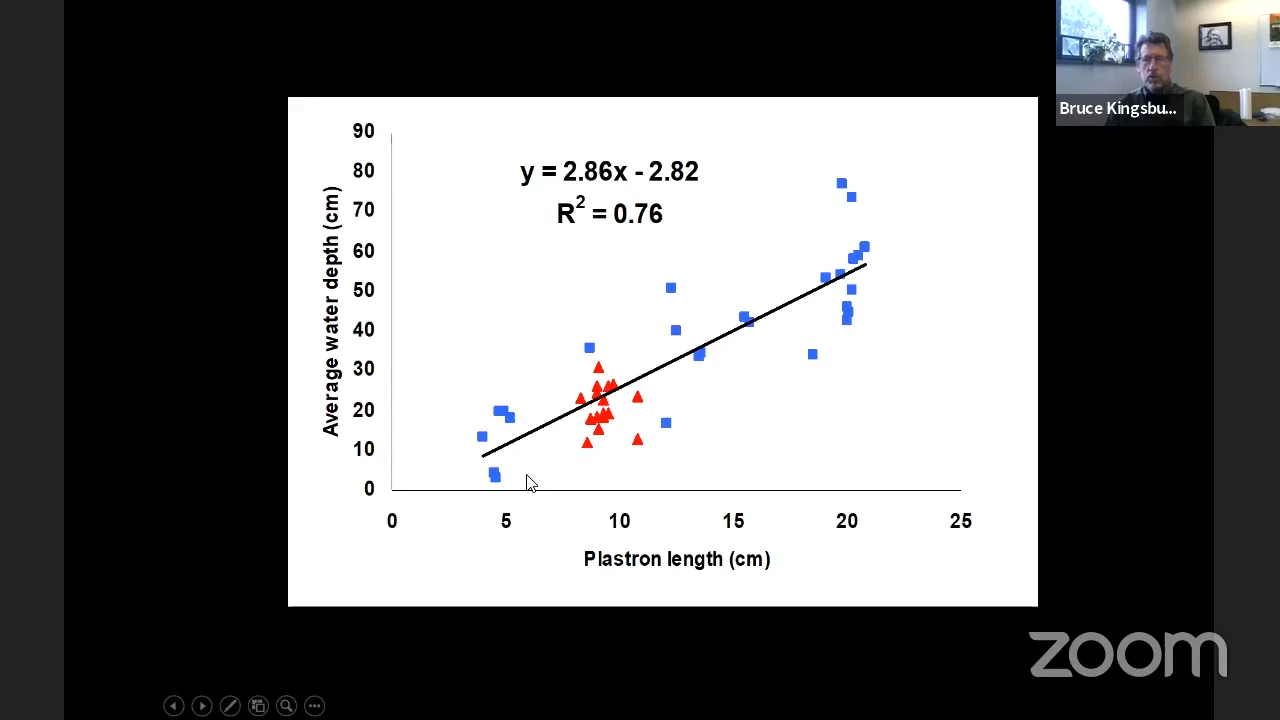 Bruce Kingsbu...
y = 2.86x - 2.82
R² = 0.76
Average water depth (cm)
90
80
70
60
50
40
30
20
10
0
0 5 10 15 20 25
Plastron length (cm)
zoom